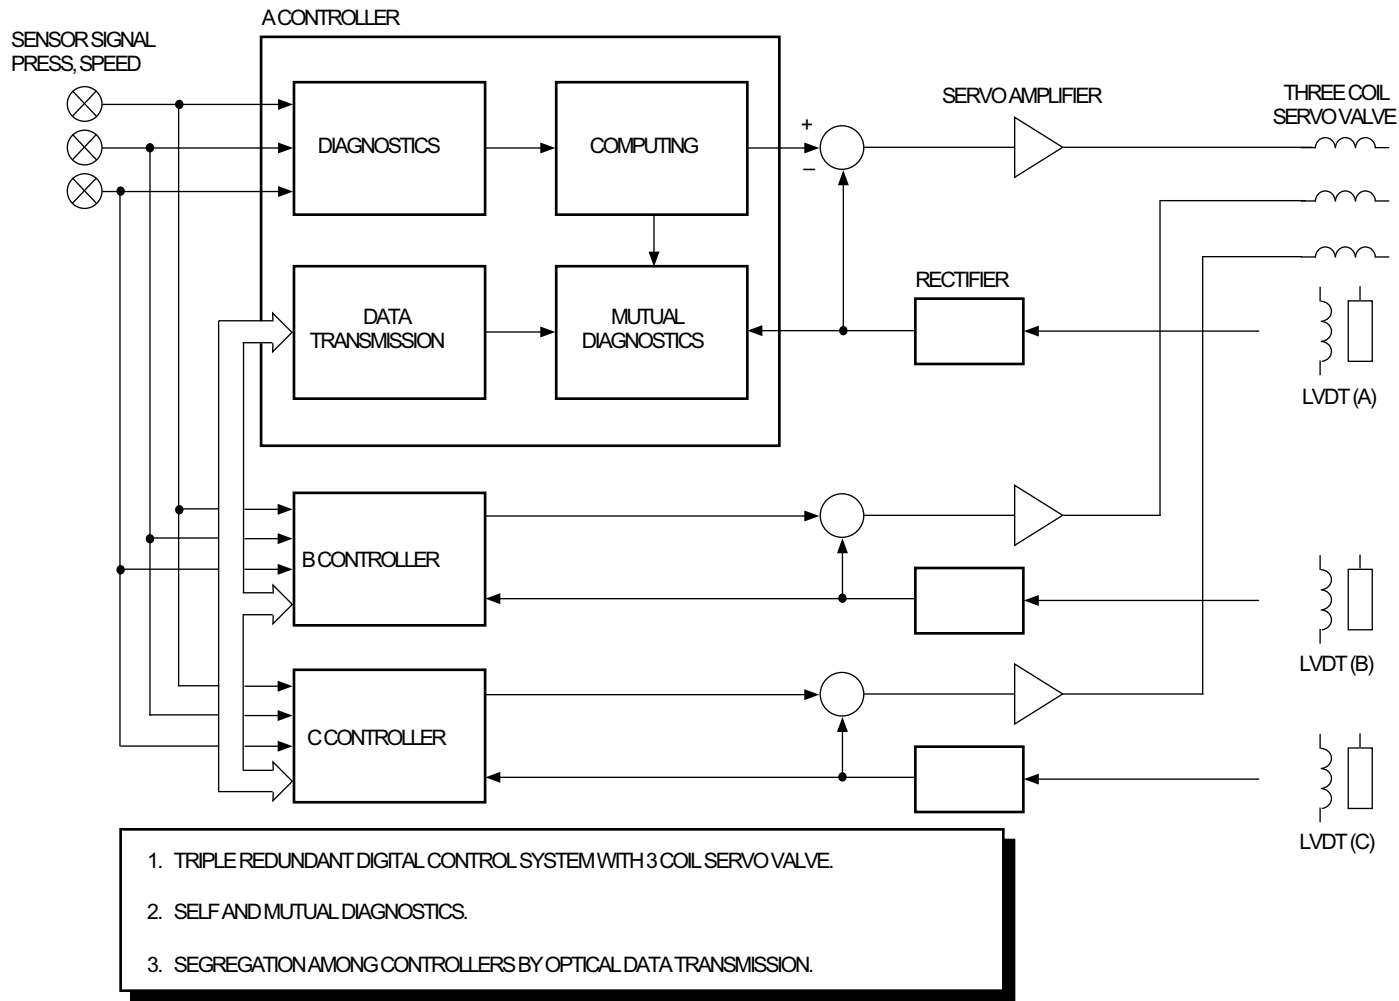 A CONTROLLER
SENSOR SIGNAL
PRESS, SPEED
SERVO AMPLIFIER
THREE COIL
SERVO VALVE
DIAGNOSTICS
COMPUTING
+
–
RECTIFIER
DATA
TRANSMISSION
MUTUAL
DIAGNOSTICS
LVDT (A)
B CONTROLLER
LVDT (B)
C CONTROLLER
LVDT (C)
1. TRIPLE REDUNDANT DIGITAL CONTROL SYSTEM WITH 3 COIL SERVO VALVE.
2. SELF AND MUTUAL DIAGNOSTICS.
3. SEGREGATION AMONG CONTROLLERS BY OPTICAL DATA TRANSMISSION.